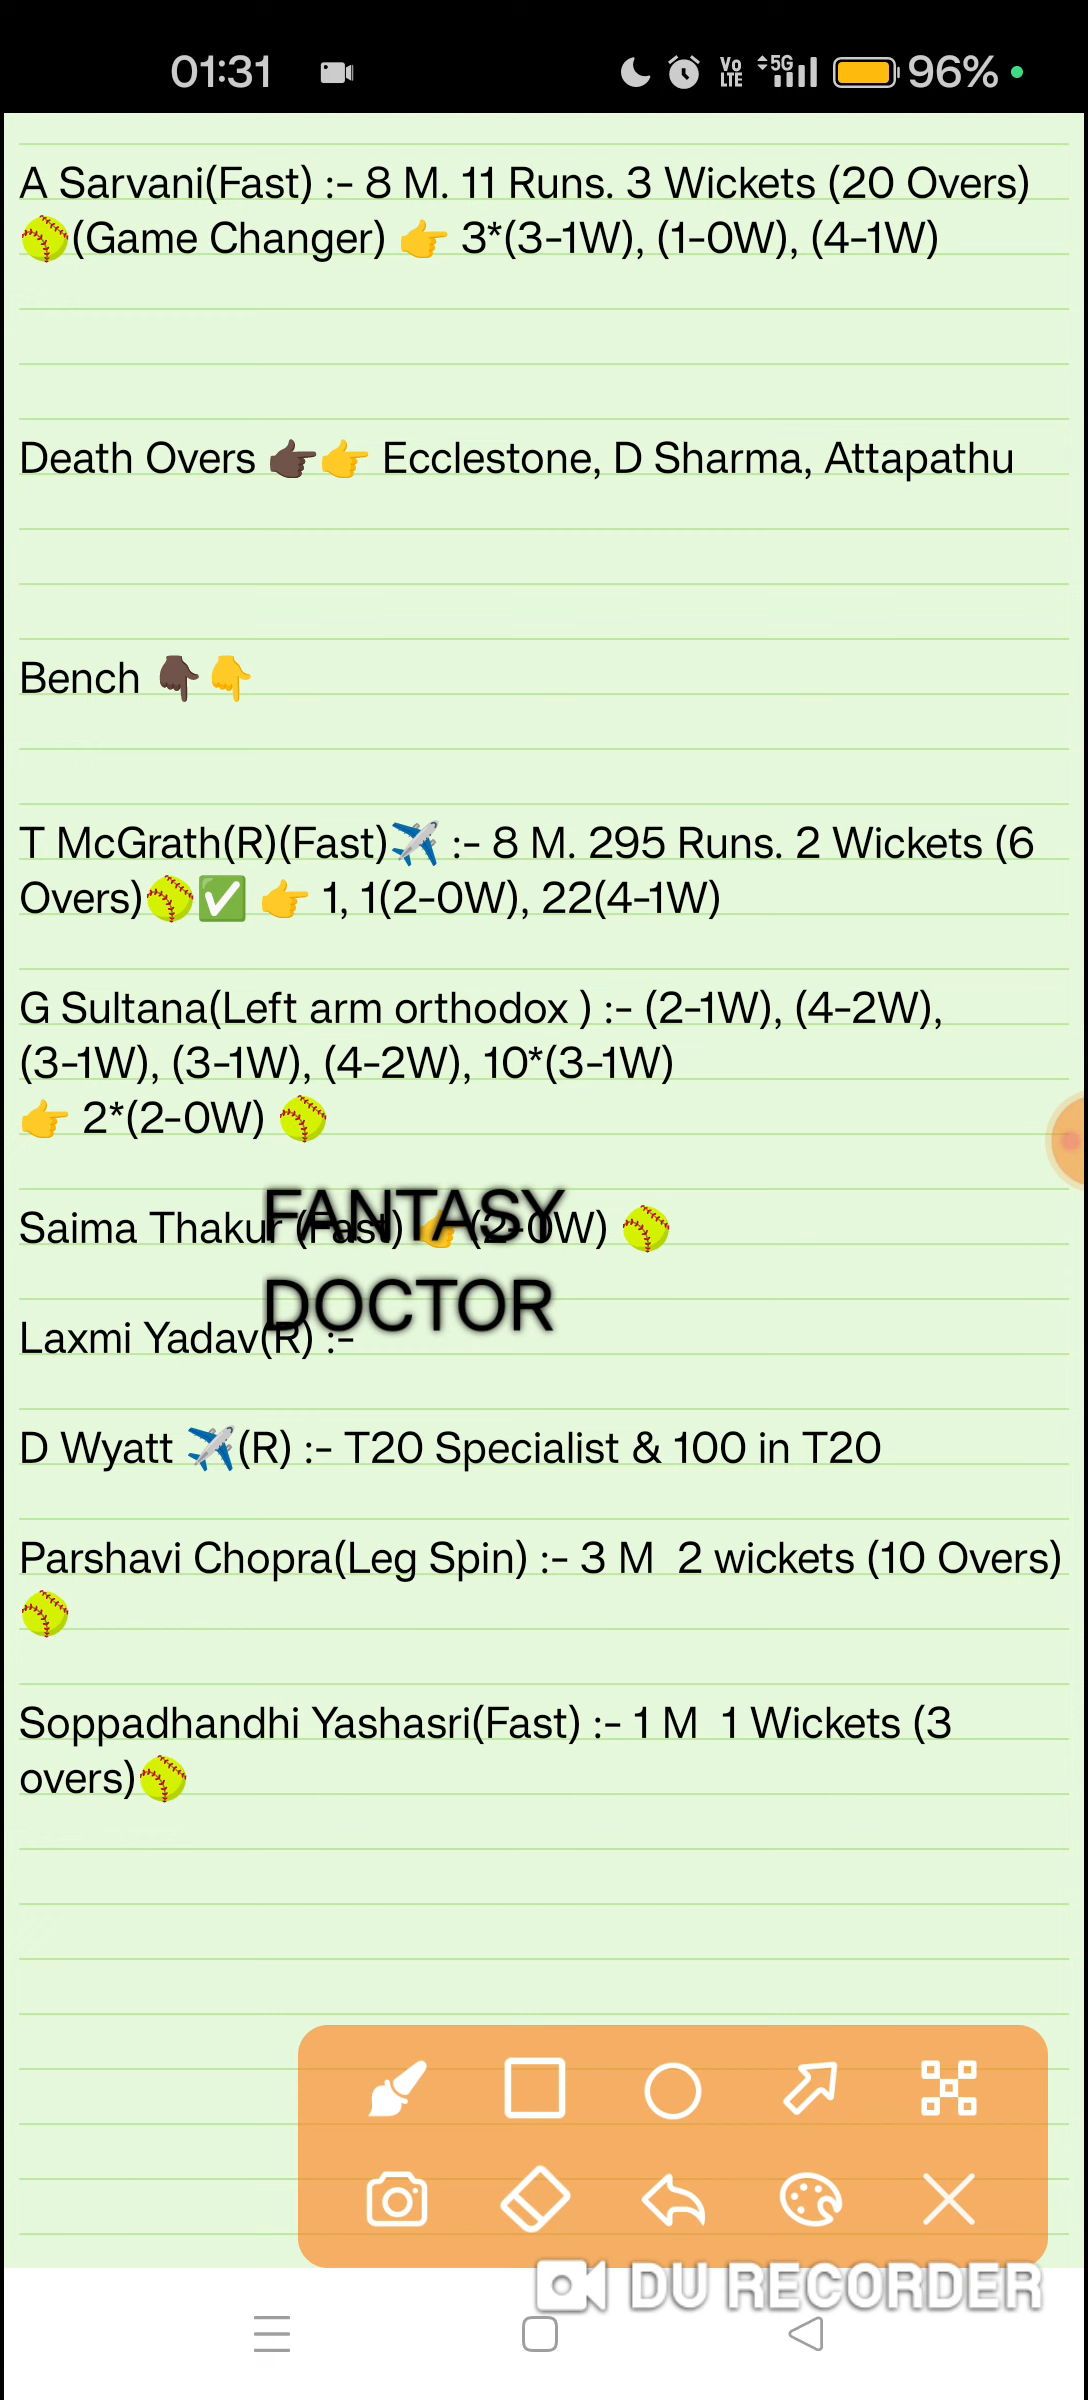 01:31 Vo LTE 5G 96%
A Sarvani(Fast) :- 8 M. 11 Runs. 3 Wickets (20 Overs)
🥎(Game Changer) 👉 3*(3-1W), (1-0W), (4-1W)
Death Overs 👉🏿👉 Ecclestone, D Sharma, Attapathu
Bench 👇🏿👇
T McGrath(R)(Fast)✈️ :- 8 M. 295 Runs. 2 Wickets (6
Overs)🥎✅ 👉 1, 1(2-0W), 22(4-1W)
G Sultana(Left arm orthodox ) :- (2-1W), (4-2W),
(3-1W), (3-1W), (4-2W), 10*(3-1W)
👉 2*(2-0W) 🥎
Saima Thakur (Fast) 👉 (2-0W) 🥎
FANTASY
DOCTOR
Laxmi Yadav(R) :-
D Wyatt ✈️(R) :- T20 Specialist & 100 in T20
Parshavi Chopra(Leg Spin) :- 3 M  2 wickets (10 Overs)
🥎
Soppadhandhi Yashasri(Fast) :- 1 M  1 Wickets (3
overs)🥎
DU RECORDER